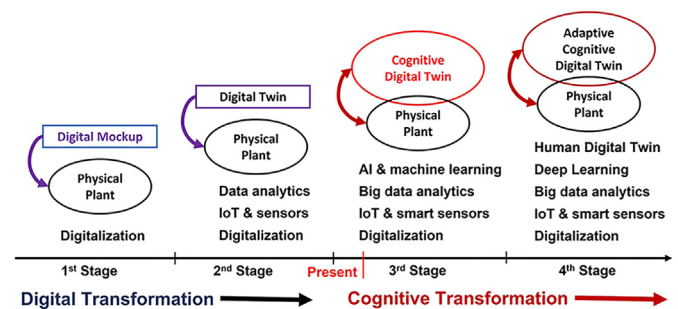 Digital Mockup
Physical
Plant
Digitalization
Digital Twin
Physical
Plant
Data analytics
IoT & sensors
Digitalization
Cognitive
Digital Twin
Physical
Plant
AI & machine learning
Big data analytics
IoT & smart sensors
Digitalization
Adaptive
Cognitive
Digital Twin
Physical
Plant
Human Digital Twin
Deep Learning
Big data analytics
IoT & smart sensors
Digitalization
1st Stage
2nd Stage
Present
3rd Stage
4th Stage
Digital Transformation
Cognitive Transformation